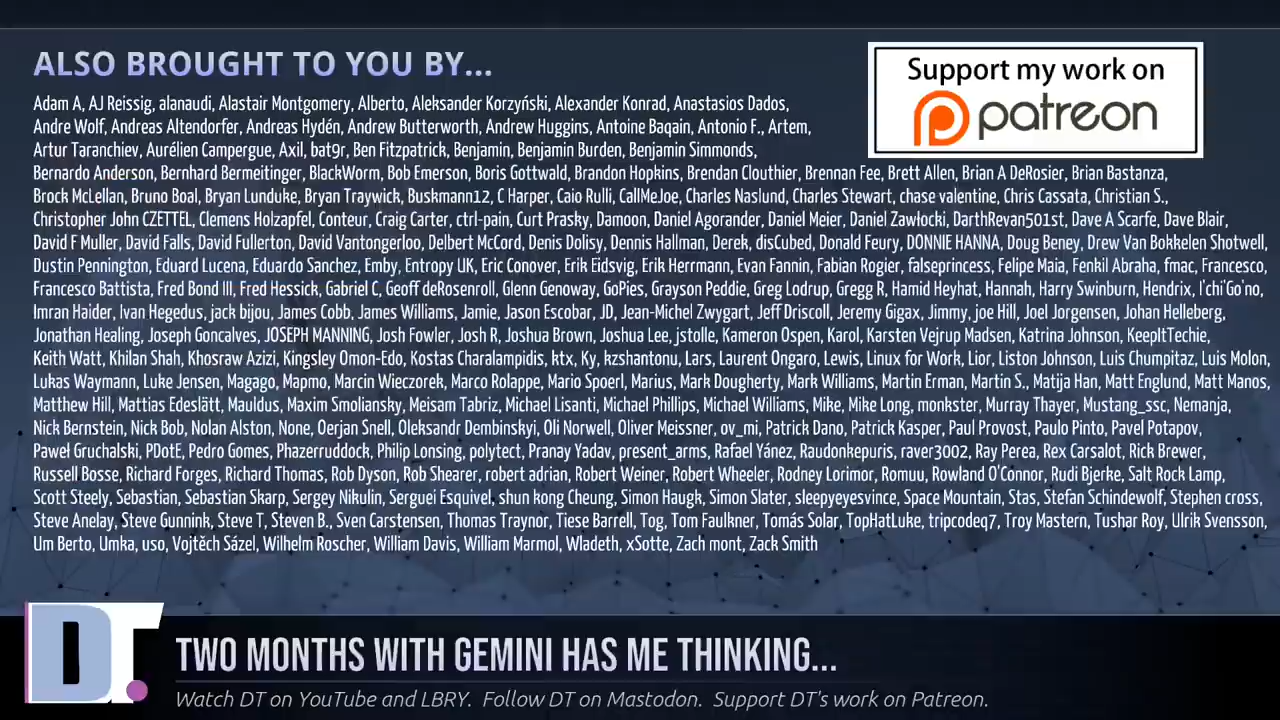 ALSO BROUGHT TO YOU BY...
Support my work on
patreon
Adam A, AJ Reissig, alanaudi, Alastair Montgomery, Alberto, Aleksander Korzyński, Alexander Konrad, Anastasios Dados,
Andre Wolf, Andreas Altendorfer, Andreas Hydén, Andrew Butterworth, Andrew Huggins, Antoine Baqain, Antonio F., Artem,
Artur Taranchiev, Aurélien Campergue, Axil, bat9r, Ben Fitzpatrick, Benjamin, Benjamin Burden, Benjamin Simmonds,
Bernardo Anderson, Bernhard Bermeitinger, BlackWorm, Bob Emerson, Boris Gottwald, Brandon Hopkins, Brendan Clouthier, Brennan Fee, Brett Allen, Brian A DeRosier, Brian Bastanza,
Brock McLellan, Bruno Boal, Bryan Lunduke, Bryan Traywick, Buskmann12, C Harper, Caio Rulli, CallMeJoe, Charles Naslund, Charles Stewart, chase valentine, Chris Cassata, Christian S.,
Christopher John CZETTEL, Clemens Holzapfel, Conteur, Craig Carter, ctrl-pain, Curt Prasky, Damoon, Daniel Agorander, Daniel Meier, Daniel Zawłocki, DarthRevan501st, Dave A Scarfe, Dave Blair,
David F Muller, David Falls, David Fullerton, David Vantongerloo, Delbert McCord, Denis Dolisy, Dennis Hallman, Derek, disCubed, Donald Feury, DONNIE HANNA, Doug Beney, Drew Van Bokkelen Shotwell,
Dustin Pennington, Eduard Lucena, Eduardo Sanchez, Emby, Entropy UK, Eric Conover, Erik Eidsvig, Erik Herrmann, Evan Fannin, Fabian Rogier, falseprincess, Felipe Maia, Fenkil Abraha, fmac, Francesco,
Francesco Battista, Fred Bond III, Fred Hessick, Gabriel C, Geoff deRosenroll, Glenn Genoway, GoPies, Grayson Peddie, Greg Lodrup, Gregg R, Hamid Heyhat, Hannah, Harry Swinburn, Hendrix, I'chi'Go'no,
Imran Haider, Ivan Hegedus, jack bijou, James Cobb, James Williams, Jamie, Jason Escobar, JD, Jean-Michel Zwygart, Jeff Driscoll, Jeremy Gigax, Jimmy, joe Hill, Joel Jorgensen, Johan Helleberg,
Jonathan Healing, Joseph Goncalves, JOSEPH MANNING, Josh Fowler, Josh R, Joshua Brown, Joshua Lee, jstolle, Kameron Ospen, Karol, Karsten Vejrup Madsen, Katrina Johnson, KeepItTechie,
Keith Watt, Khilan Shah, Khosraw Azizi, Kingsley Omon-Edo, Kostas Charalampidis, ktx, Ky, kzshantonu, Lars, Laurent Ongaro, Lewis, Linux for Work, Lior, Liston Johnson, Luis Chumpitaz, Luis Molon,
Lukas Waymann, Luke Jensen, Magago, Mapmo, Marcin Wieczorek, Marco Rolappe, Mario Spoerl, Marius, Mark Dougherty, Mark Williams, Martin Erman, Martin S., Matija Han, Matt Englund, Matt Manos,
Matthew Hill, Mattias Edeslätt, Mauldus, Maxim Smoliansky, Meisam Tabriz, Michael Lisanti, Michael Phillips, Michael Williams, Mike, Mike Long, monkster, Murray Thayer, Mustang_ssc, Nemanja,
Nick Bernstein, Nick Bob, Nolan Alston, None, Oerjan Snell, Oleksandr Dembinskyi, Oli Norwell, Oliver Meissner, ov_mi, Patrick Dano, Patrick Kasper, Paul Provost, Paulo Pinto, Pavel Potapov,
Paweł Gruchalski, PDotE, Pedro Gomes, Phazerruddock, Philip Lonsing, polytect, Pranay Yadav, present_arms, Rafael Yánez, Raudonkepuris, raver3002, Ray Perea, Rex Carsalot, Rick Brewer,
Russell Bosse, Richard Forges, Richard Thomas, Rob Dyson, Rob Shearer, robert adrian, Robert Weiner, Robert Wheeler, Rodney Lorimor, Romuu, Rowland O'Connor, Rudi Bjerke, Salt Rock Lamp,
Scott Steely, Sebastian, Sebastian Skarp, Sergey Nikulin, Serguei Esquivel, shun kong Cheung, Simon Haugk, Simon Slater, sleepyeyesvince, Space Mountain, Stas, Stefan Schindewolf, Stephen cross,
Steve Anelay, Steve Gunnink, Steve T, Steven B., Sven Carstensen, Thomas Traynor, Tiese Barrell, Tog, Tom Faulkner, Tomás Solar, TopHatLuke, tripcodeq7, Troy Mastern, Tushar Roy, Ulrik Svensson,
Um Berto, Umka, uso, Vojtěch Sázel, Wilhelm Roscher, William Davis, William Marmol, Wladeth, xSotte, Zach mont, Zack Smith
DT.
TWO MONTHS WITH GEMINI HAS ME THINKING...
Watch DT on YouTube and LBRY. Follow DT on Mastodon. Support DT's work on Patreon.